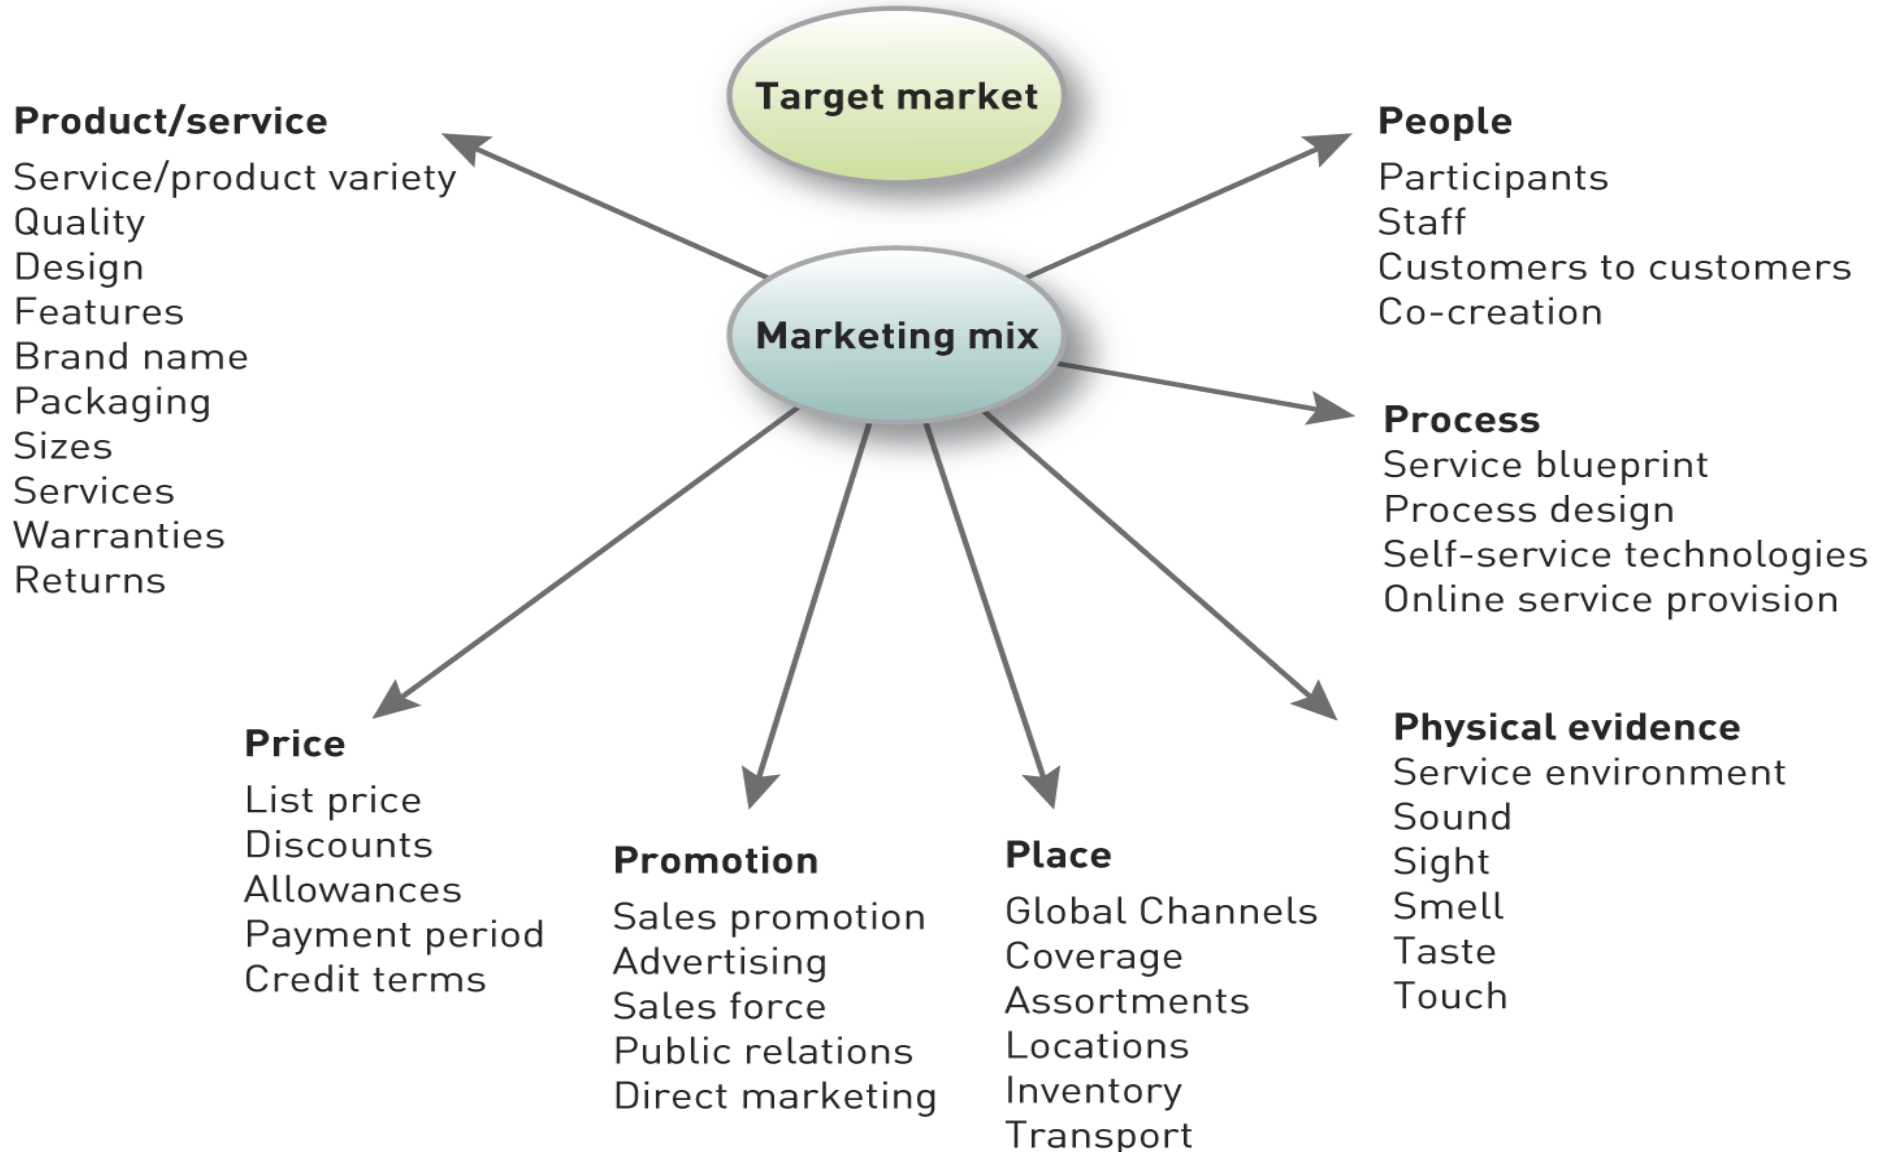 Target market
Marketing mix
Product/service
Service/product variety
Quality
Design
Features
Brand name
Packaging
Sizes
Services
Warranties
Returns
Price
List price
Discounts
Allowances
Payment period
Credit terms
Promotion
Sales promotion
Advertising
Sales force
Public relations
Direct marketing
Place
Global Channels
Coverage
Assortments
Locations
Inventory
Transport
Physical evidence
Service environment
Sound
Sight
Smell
Taste
Touch
Process
Service blueprint
Process design
Self-service technologies
Online service provision
People
Participants
Staff
Customers to customers
Co-creation